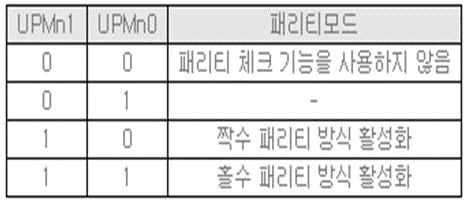 UPMn1 UPMn0 패리티모드
0 0 패리티 체크 기능을 사용하지 않음
0 1 -
1 0 짝수 패리티 방식 활성화
1 1 홀수 패리티 방식 활성화